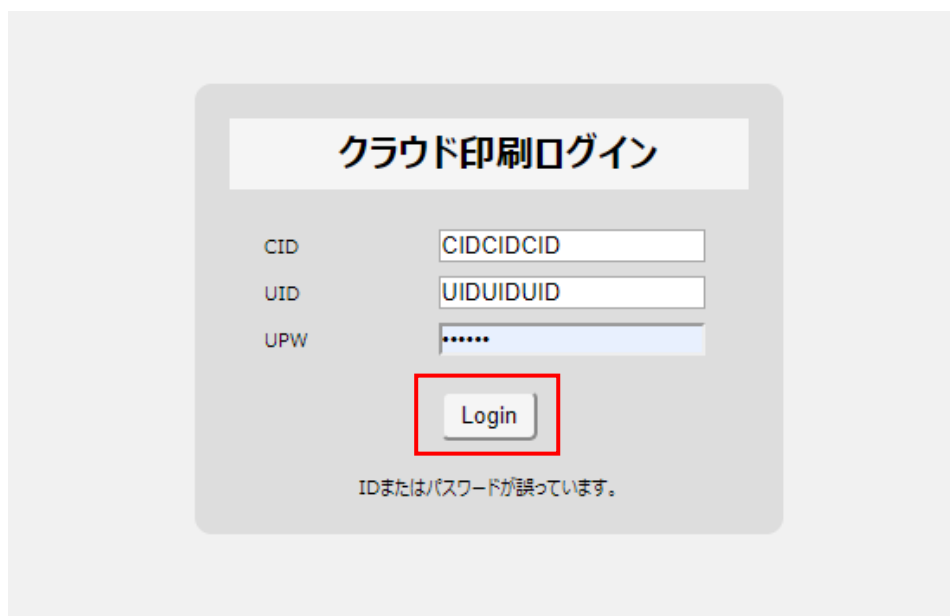 クラウド印刷ログイン
CID CIDCIDCID
UID UIDUIDUID
UPW ••••••
Login
IDまたはパスワードが誤っています。